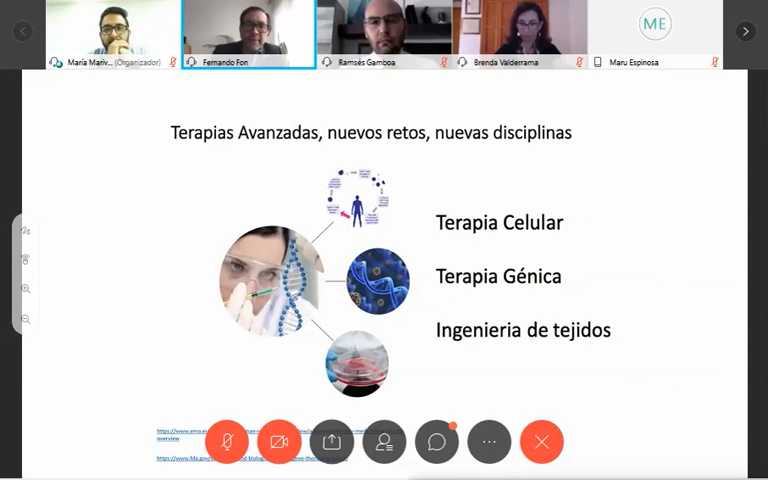 ME
María Mariv... (Organizador)
Fernando Fon
Ramsés Gamboa
Brenda Valderrama
Maru Espinosa
Terapias Avanzadas, nuevos retos, nuevas disciplinas
Terapia Celular
Terapia Génica
Ingenieria de tejidos
overview